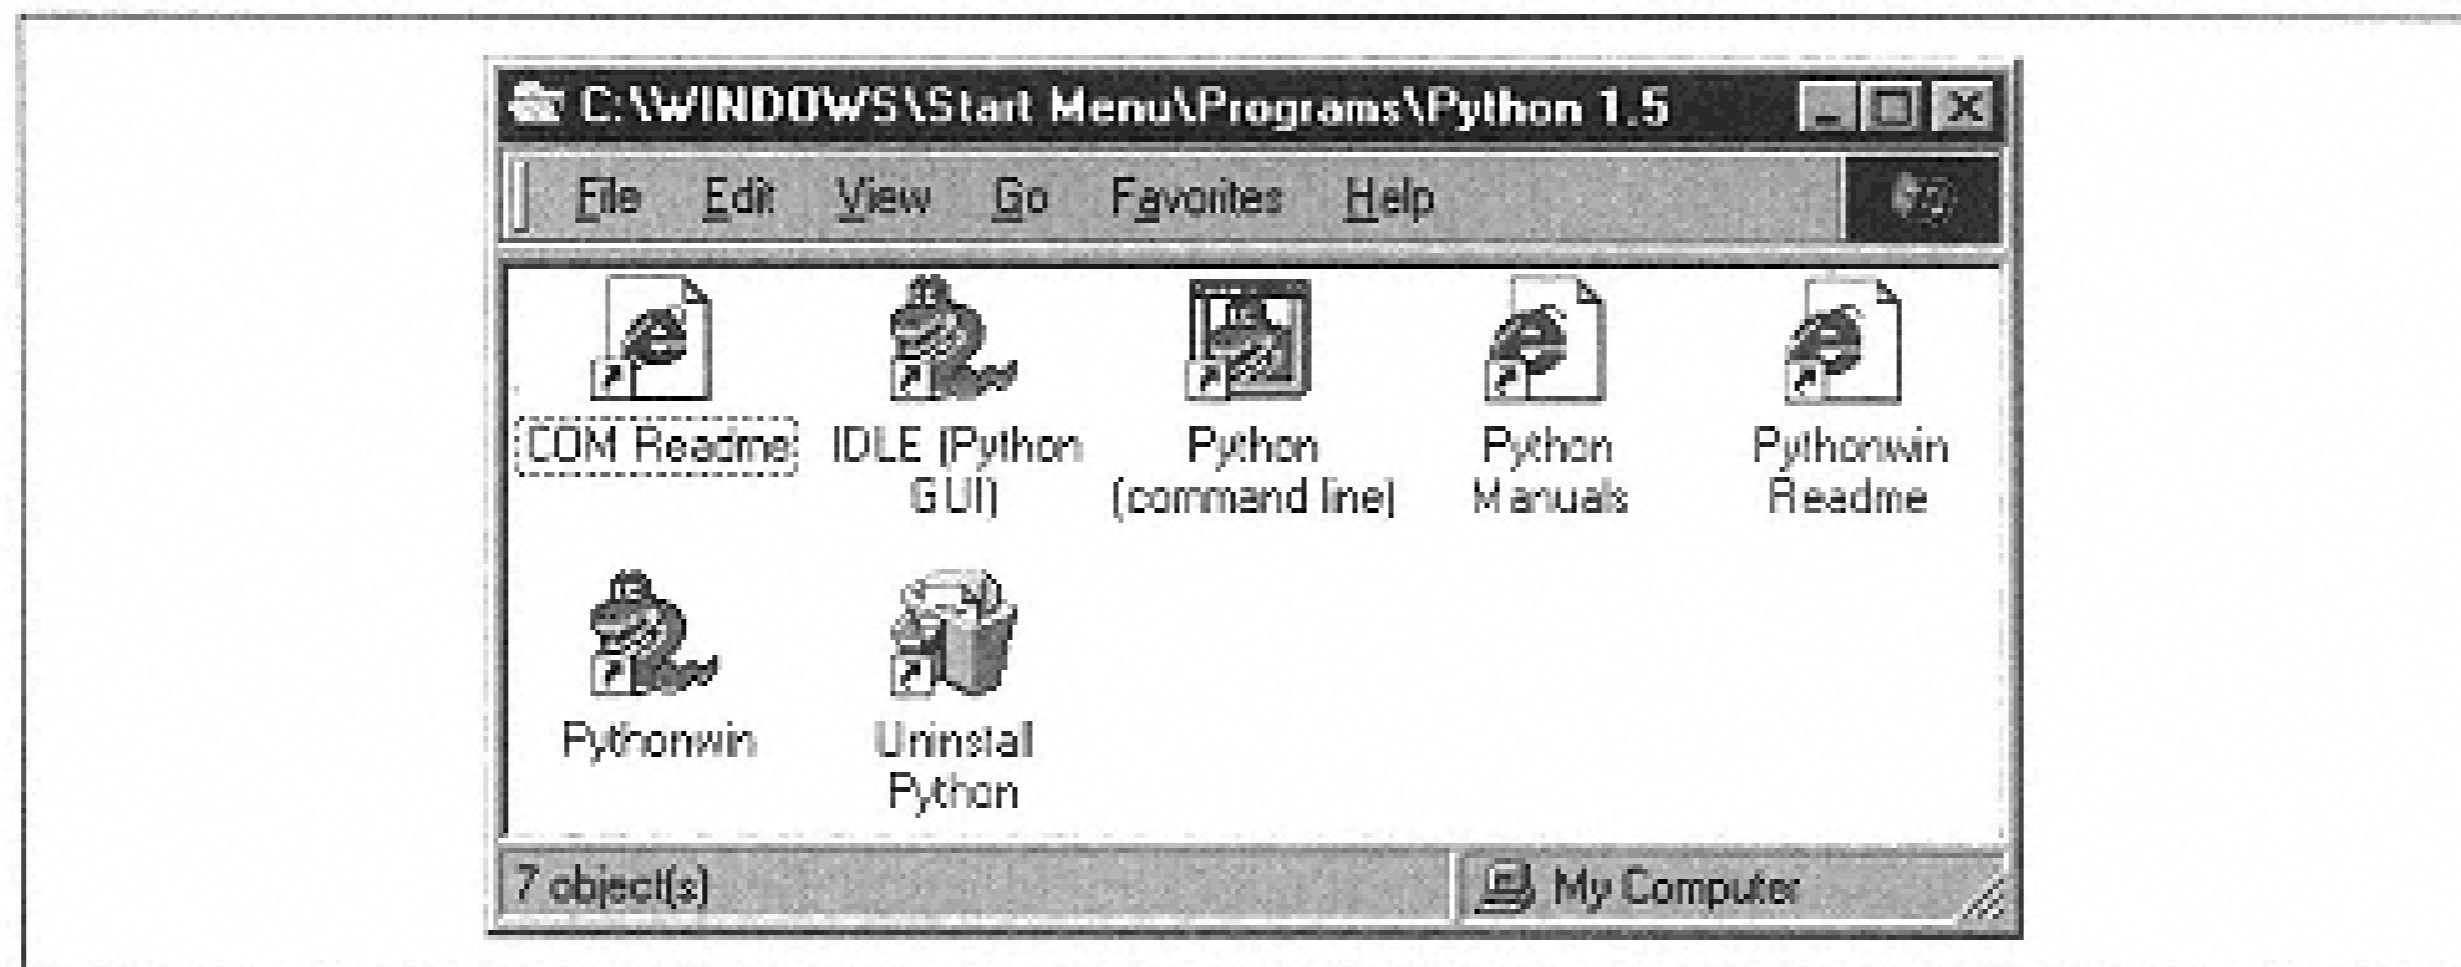 C:\WINDOWS\Start Menu\Programs\Python 1.5
File Edit View Go Favorites Help
COM Readme
IDLE (Python
GUI)
Python
(command line)
Python
Manuals
Pythonwin
Readme
Pythonwin
Uninstall
Python
7 object(s)
My Computer